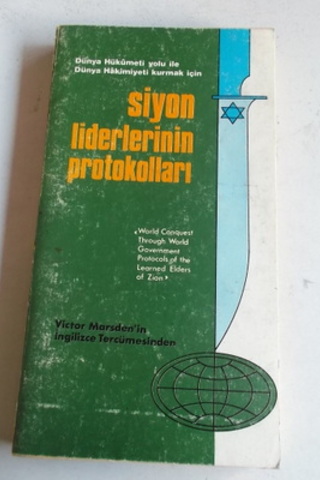 Dünya Hükûmeti yolu ile
Dünya Hâkimiyeti kurmak için
siyon
liderlerinin
protokolları
«World Conquest
Through World
Government
Protocols of the
Learned Elders
of Zion»
Victor Marsden'in
ingilizce Tercümesinden